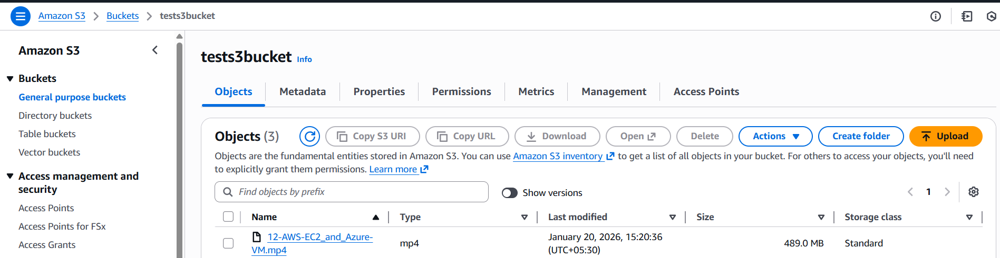 Amazon S3 > Buckets > tests3bucket
Amazon S3
Buckets
General purpose buckets
Directory buckets
Table buckets
Vector buckets
Access management and
security
Access Points
Access Points for FSx
Access Grants
tests3bucket Info
Objects Metadata Properties Permissions Metrics Management Access Points
Objects (3) Copy S3 URI Copy URL Download Open Delete Actions Create folder Upload
Objects are the fundamental entities stored in Amazon S3. You can use Amazon S3 inventory to get a list of all objects in your bucket. For others to access your objects, you'll need
to explicitly grant them permissions. Learn more
Find objects by prefix Show versions 1
Name Type Last modified Size Storage class
12-AWS-EC2_and_Azure-
VM.mp4
mp4
January 20, 2026, 15:20:36
(UTC+05:30)
489.0 MB
Standard